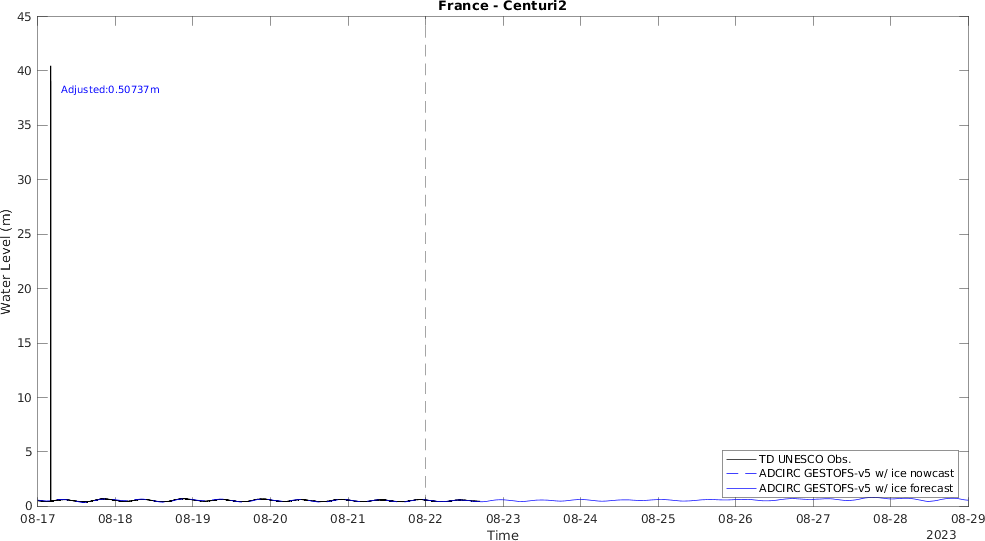 France - Centuri2
45
40
35
30
25
20
15
10
5
0
Water Level (m)
Adjusted:0.50737m
TD UNESCO Obs.
ADCIRC GESTOFS-v5 w/ ice nowcast
ADCIRC GESTOFS-v5 w/ ice forecast
08-17 08-18 08-19 08-20 08-21 08-22 08-23 08-24 08-25 08-26 08-27 08-28 08-29
Time
2023